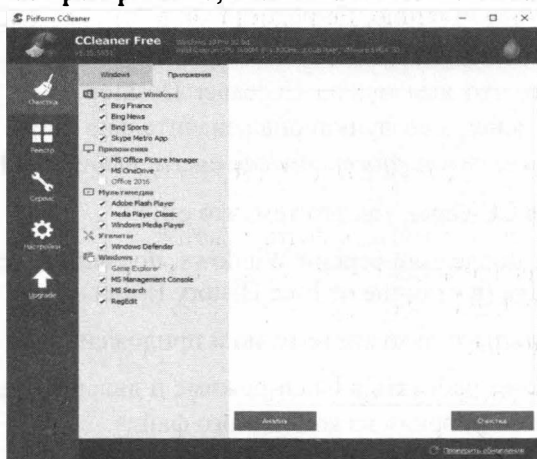 Piriform CCleaner
CCleaner Free
Windows
Приложения
Хранилище Windows
Bing Finance
Bing News
Bing Sports
Skype Metro App
Приложения
MS Office Picture Manager
MS OneDrive
Office 2016
Мультимедиа
Adobe Flash Player
Media Player Classic
Windows Media Player
Утилиты
Windows Defender
Windows
Game Explorer
MS Management Console
MS Search
RegEdit
Очистка
Реестр
Сервис
Настройки
Upgrade
Анализ
Очистка
Проверить обновления